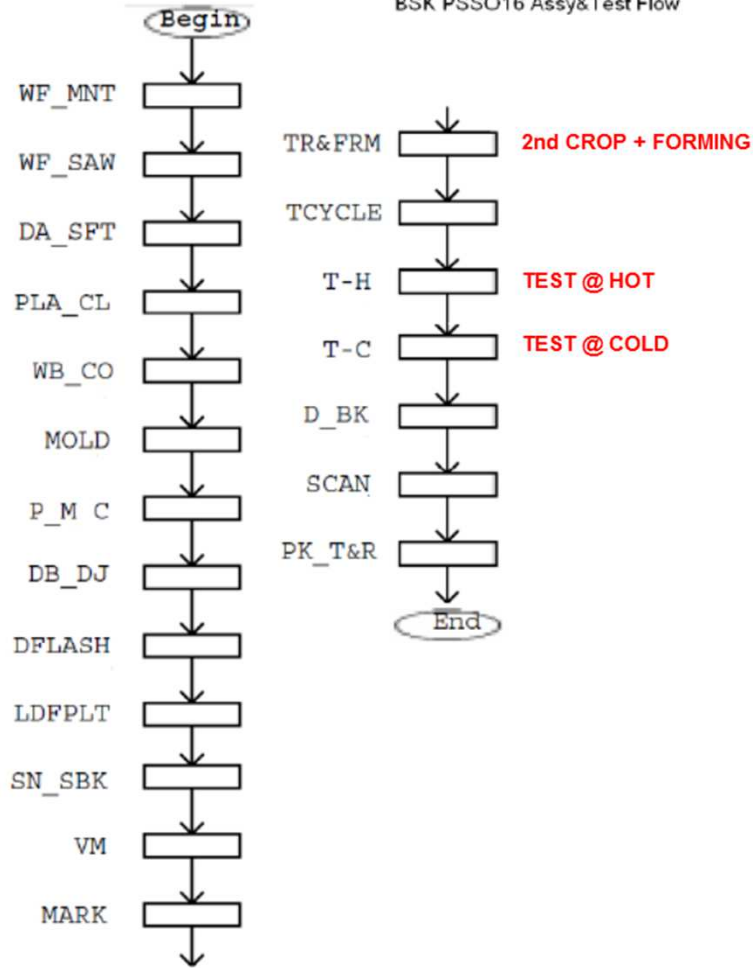 BSK PSSO16 Assy&Test Flow
Begin
WF_MNT
WF_SAW
DA_SFT
PLA_CL
WB_CO
MOLD
P_M C
DB_DJ
DFLASH
LDFPLT
SN_SBK
VM
MARK
TR&FRM 2nd CROP + FORMING
TCYCLE
T-H TEST @ HOT
T-C TEST @ COLD
D_BK
SCAN
PK_T&R
End